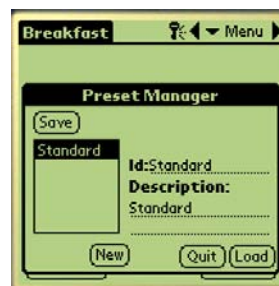 Breakfast Menu
Preset Manager
Save
Standard
Id:Standard
Description:
Standard
New Quit Load